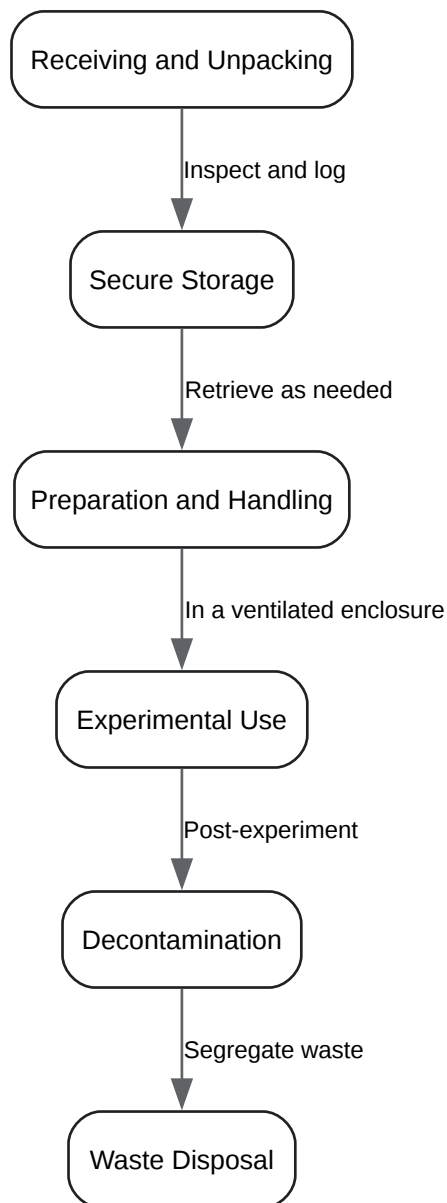 Receiving and Unpacking
Inspect and log
Secure Storage
Retrieve as needed
Preparation and Handling
In a ventilated enclosure
Experimental Use
Post-experiment
Decontamination
Segregate waste
Waste Disposal